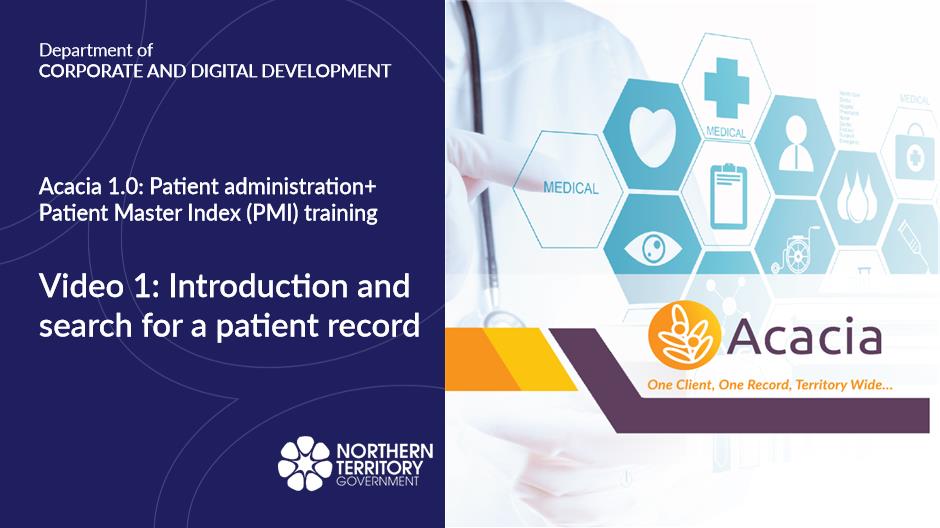 Department of
CORPORATE AND DIGITAL DEVELOPMENT
Acacia 1.0: Patient administration+
Patient Master Index (PMI) training
Video 1: Introduction and
search for a patient record
NORTHERN
TERRITORY
GOVERNMENT
MEDICAL
MEDICAL
MEDICAL
Acacia
One Client, One Record, Territory Wide...